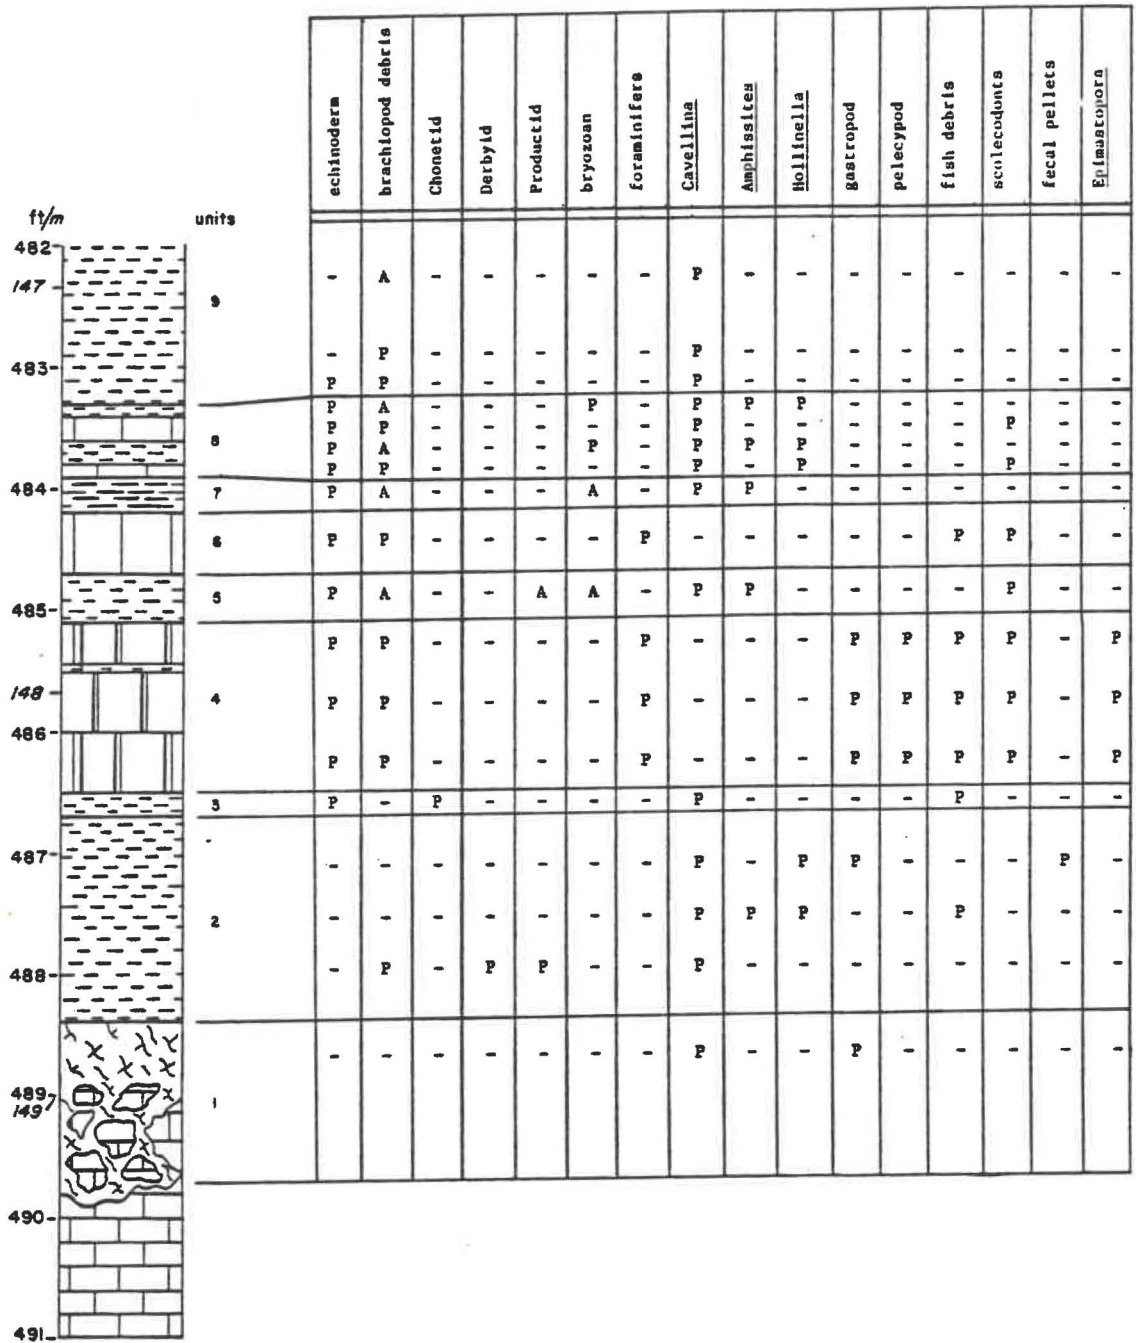 echinoderm brachiopod debris Chonetid Derbyid Productid bryozoan foraminifers Cavellina Amphissites Hollinella gastropod pelecypod fish debris scolecodonts fecal pellets Epimastopora
ft/m units
482
147 9 - A - - - - - P - - - - - - - -
- P - - - - - P - - - - - - - -
483
P P - - - - - P - - - - - - - -
P A - - - P - P P P - - - - - -
P P - - - - - P - - - - - P - -
8 P A - - - P - P P P - - - - - -
P P - - - - - P - P - - - P - -
484 7 P A - - - A - P P - - - - - - -
6 P P - - - - P - - - - - P P - -
5 P A - - A A - P P - - - - P - -
485
P P - - - - P - - - P P P P - P
148 4 P P - - - - P - - - P P P P - P
486
P P - - - - P - - - P P P P - P
3 P - P - - - - P - - - - P - - -
487 - - - - - - - P - P P - - - P -
2 - - - - - - - P P P - - P - - -
488 - P - P P - - P - - - - - - - -
- - - - - - - P - - P - - - - -
489
149 1
490
491